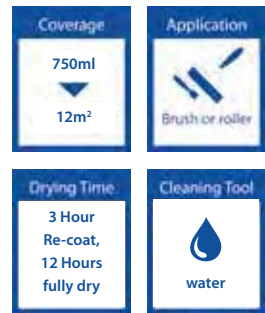 Coverage
750ml
12m²
Application
Brush or roller
Drying Time
3 Hour
Re-coat,
12 Hours
fully dry
Cleaning Tool
water